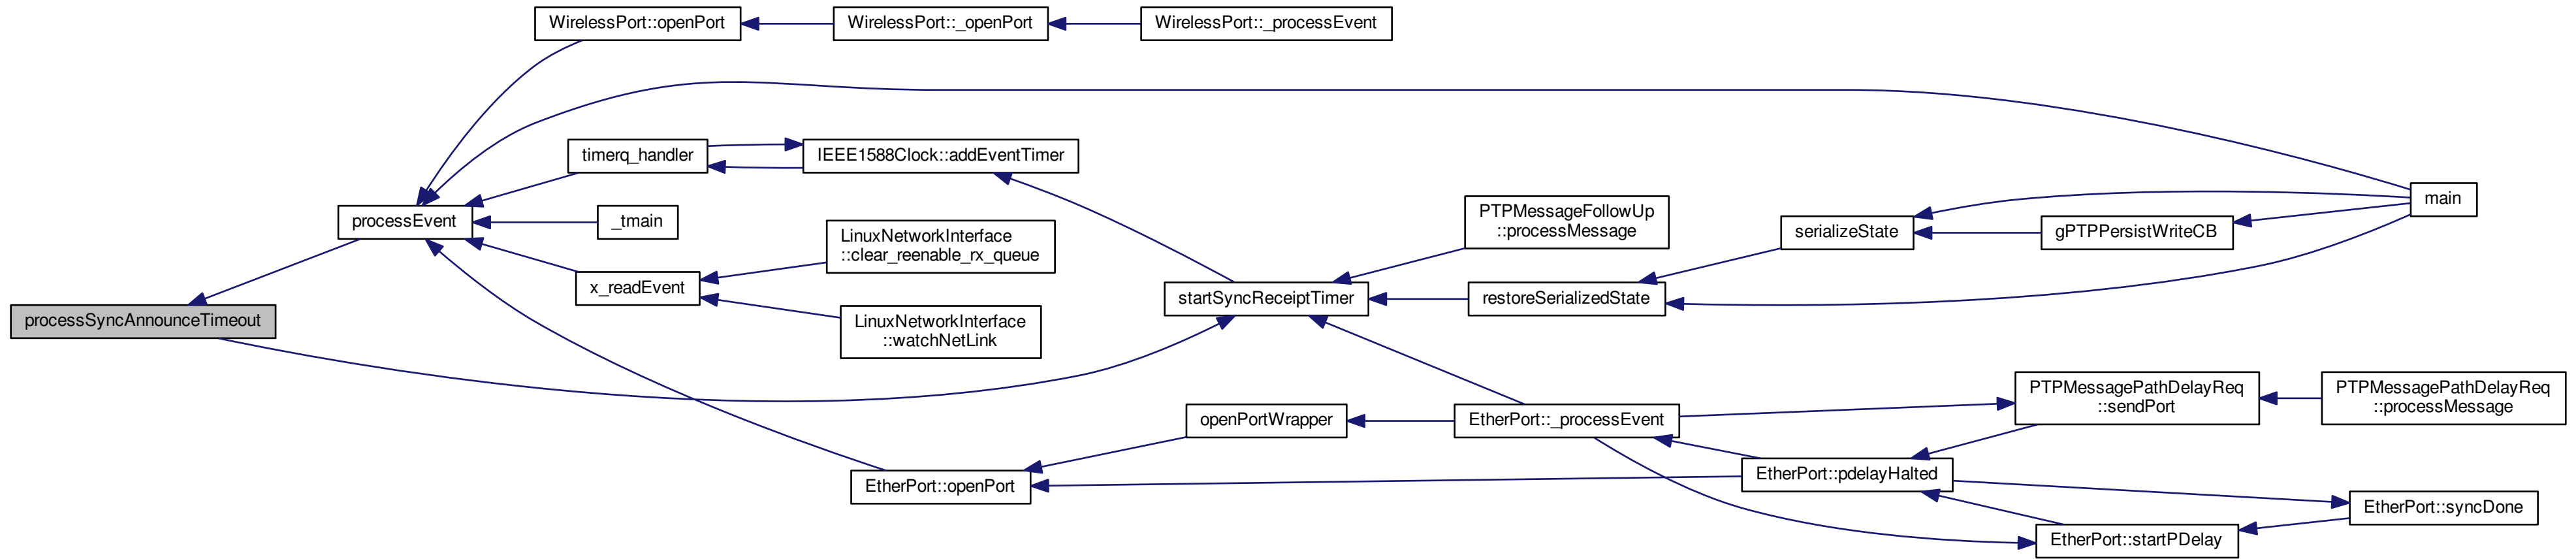 WirelessPort::openPort
WirelessPort::_openPort
WirelessPort::_processEvent
timerq_handler
IEEE1588Clock::addEventTimer
processEvent
_tmain
LinuxNetworkInterface
::clear_reenable_rx_queue
PTPMessageFollowUp
::processMessage
serializeState
gPTPPersistWriteCB
main
x_readEvent
startSyncReceiptTimer
restoreSerializedState
processSyncAnnounceTimeout
LinuxNetworkInterface
::watchNetLink
openPortWrapper
EtherPort::_processEvent
PTPMessagePathDelayReq
::sendPort
PTPMessagePathDelayReq
::processMessage
EtherPort::openPort
EtherPort::pdelayHalted
EtherPort::syncDone
EtherPort::startPDelay